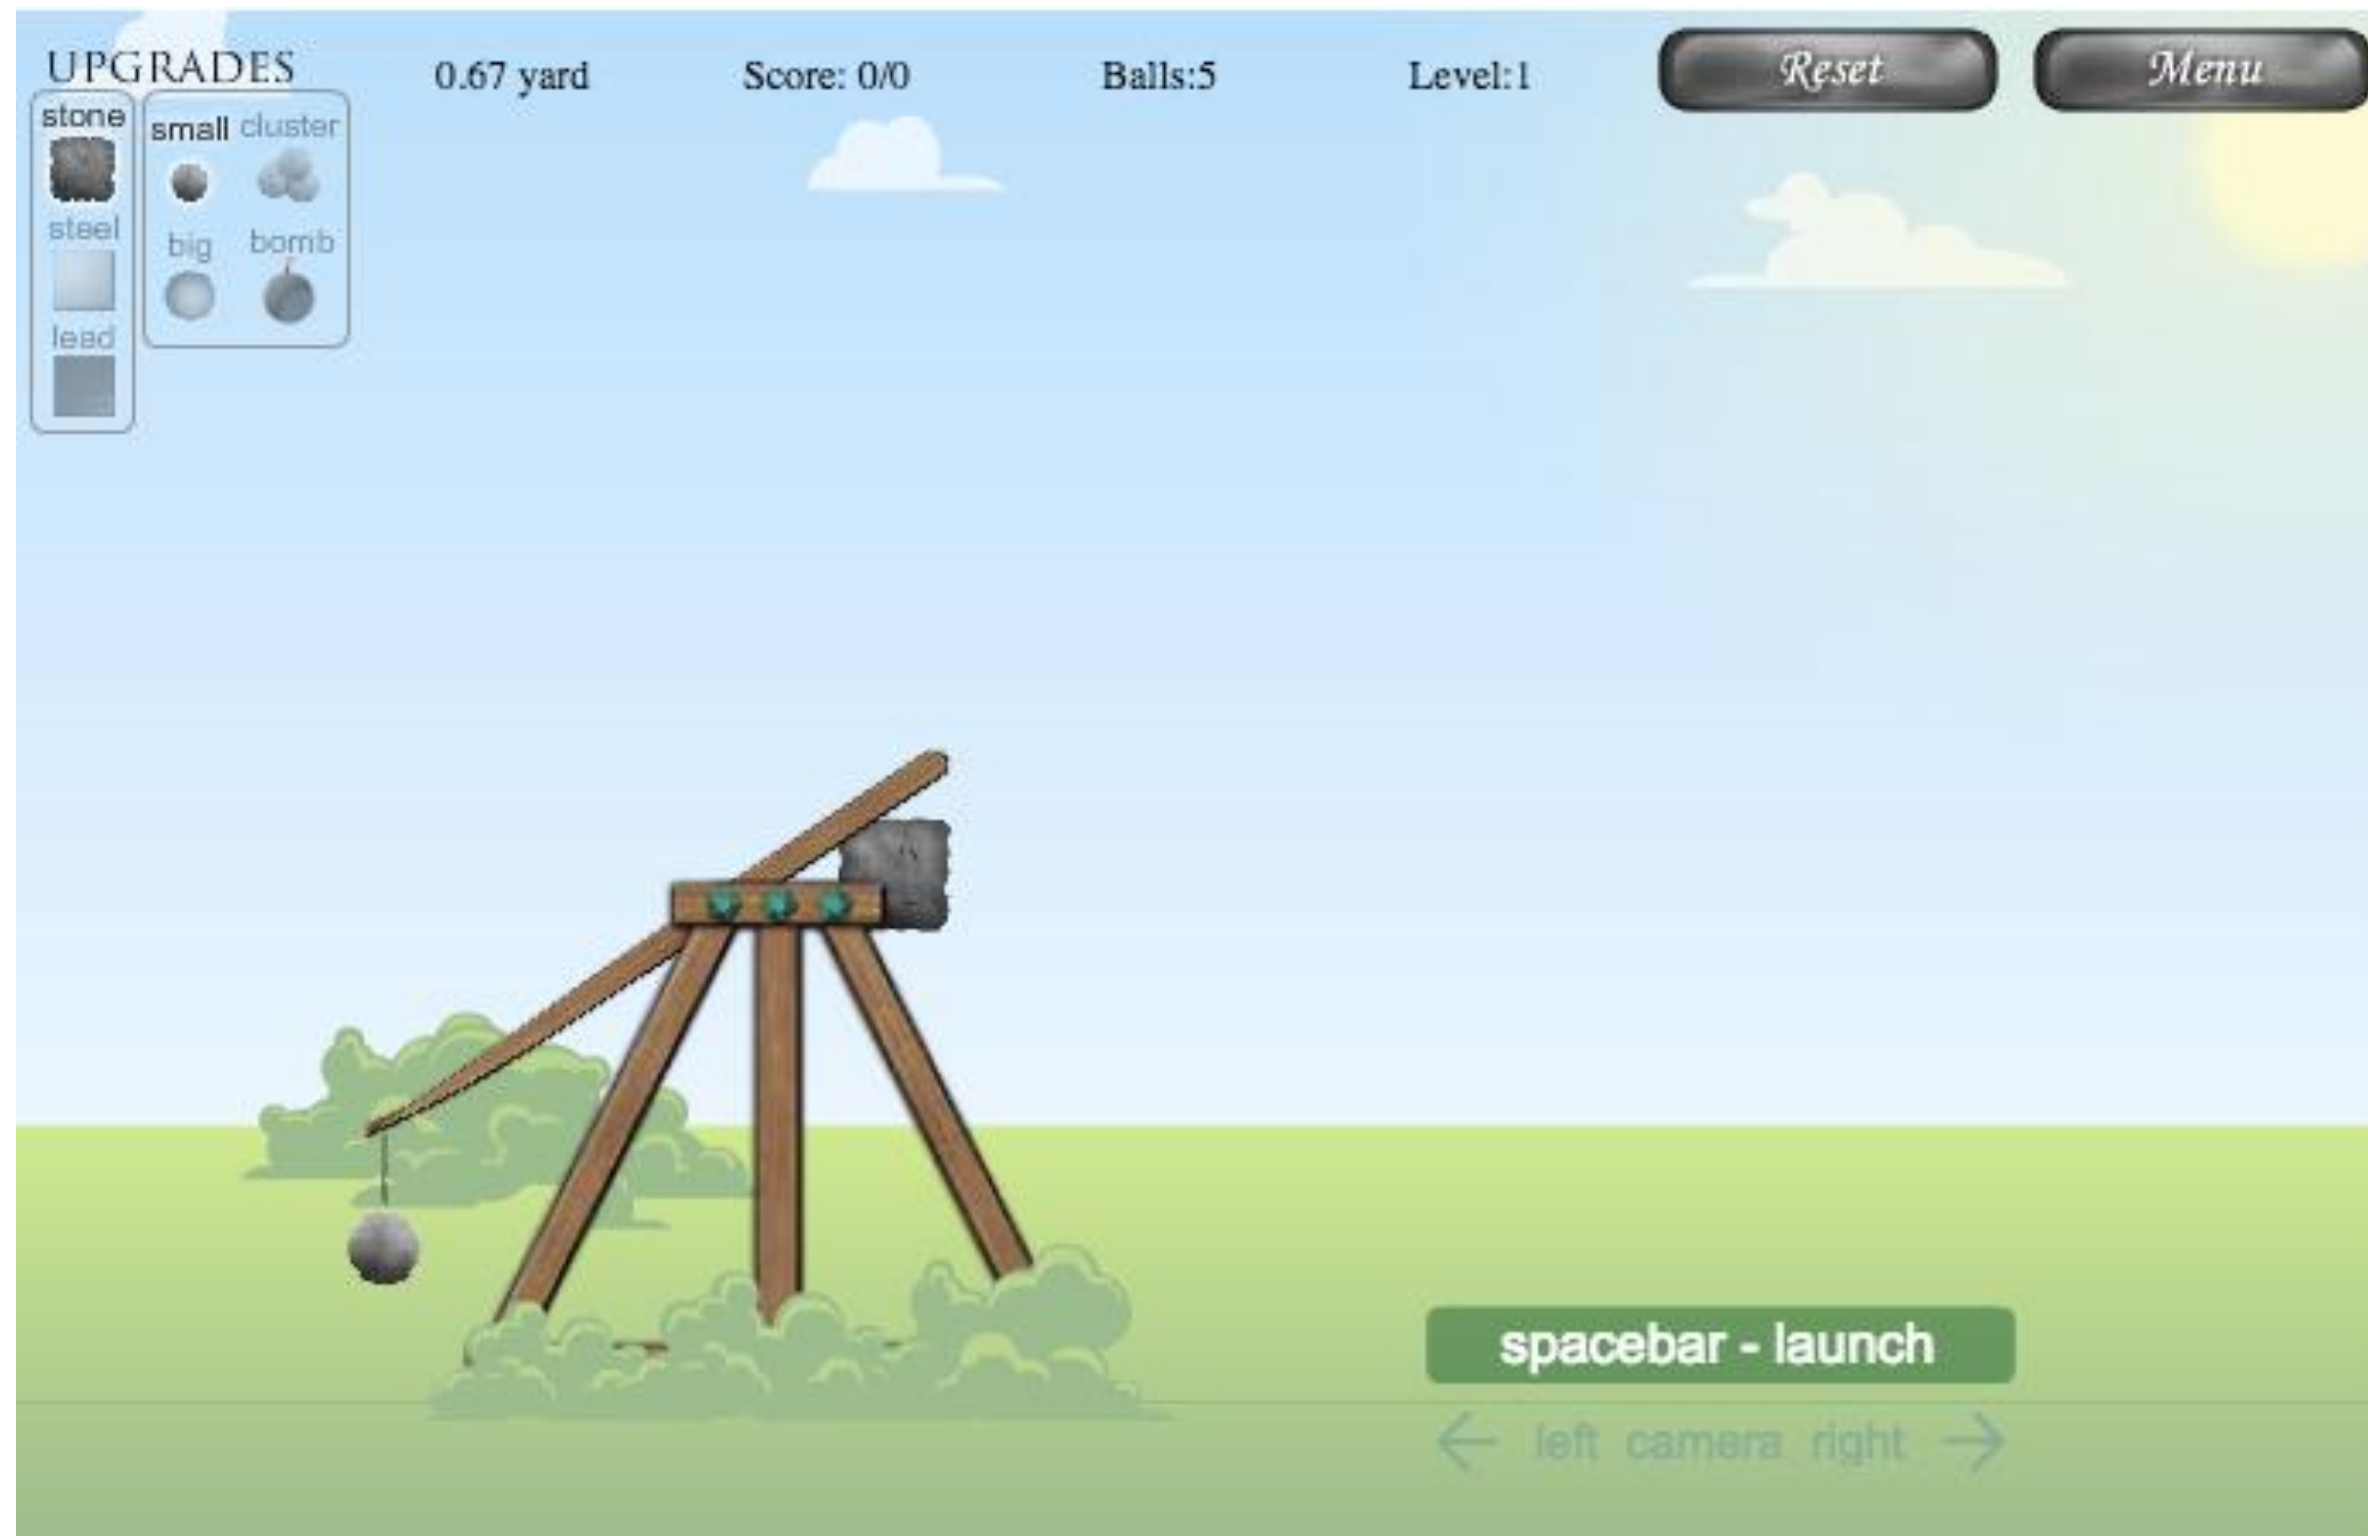 UPGRADES
0.67 yard
Score: 0/0
Balls:5
Level:1
Reset
Menu
stone
small
cluster
steel
big
bomb
lead
spacebar - launch
left camera right